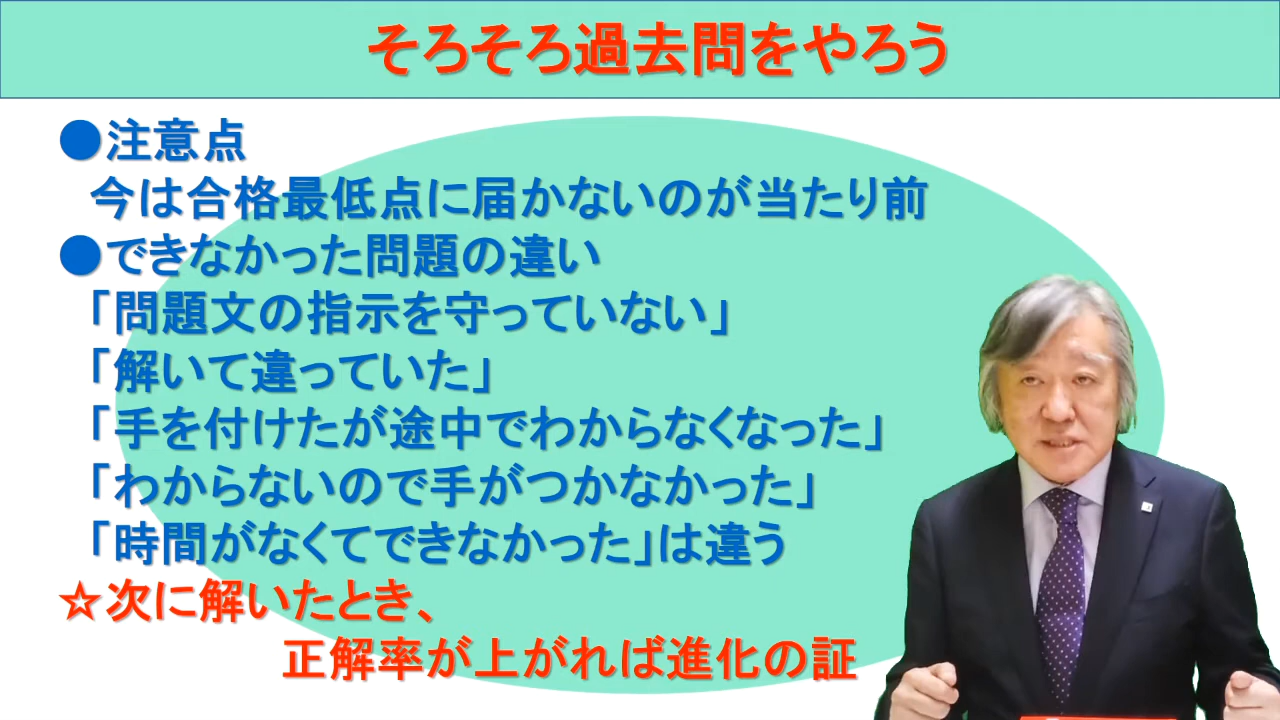 そろそろ過去問をやろう
●注意点
今は合格最低点に届かないのが当たり前
●できなかった問題の違い
「問題文の指示を守っていない」
「解いて違っていた」
「手を付けたが途中でわからなくなった」
「わからないので手がつかなかった」
「時間がなくてできなかった」は違う
☆次に解いたとき、
正解率が上がれば進化の証